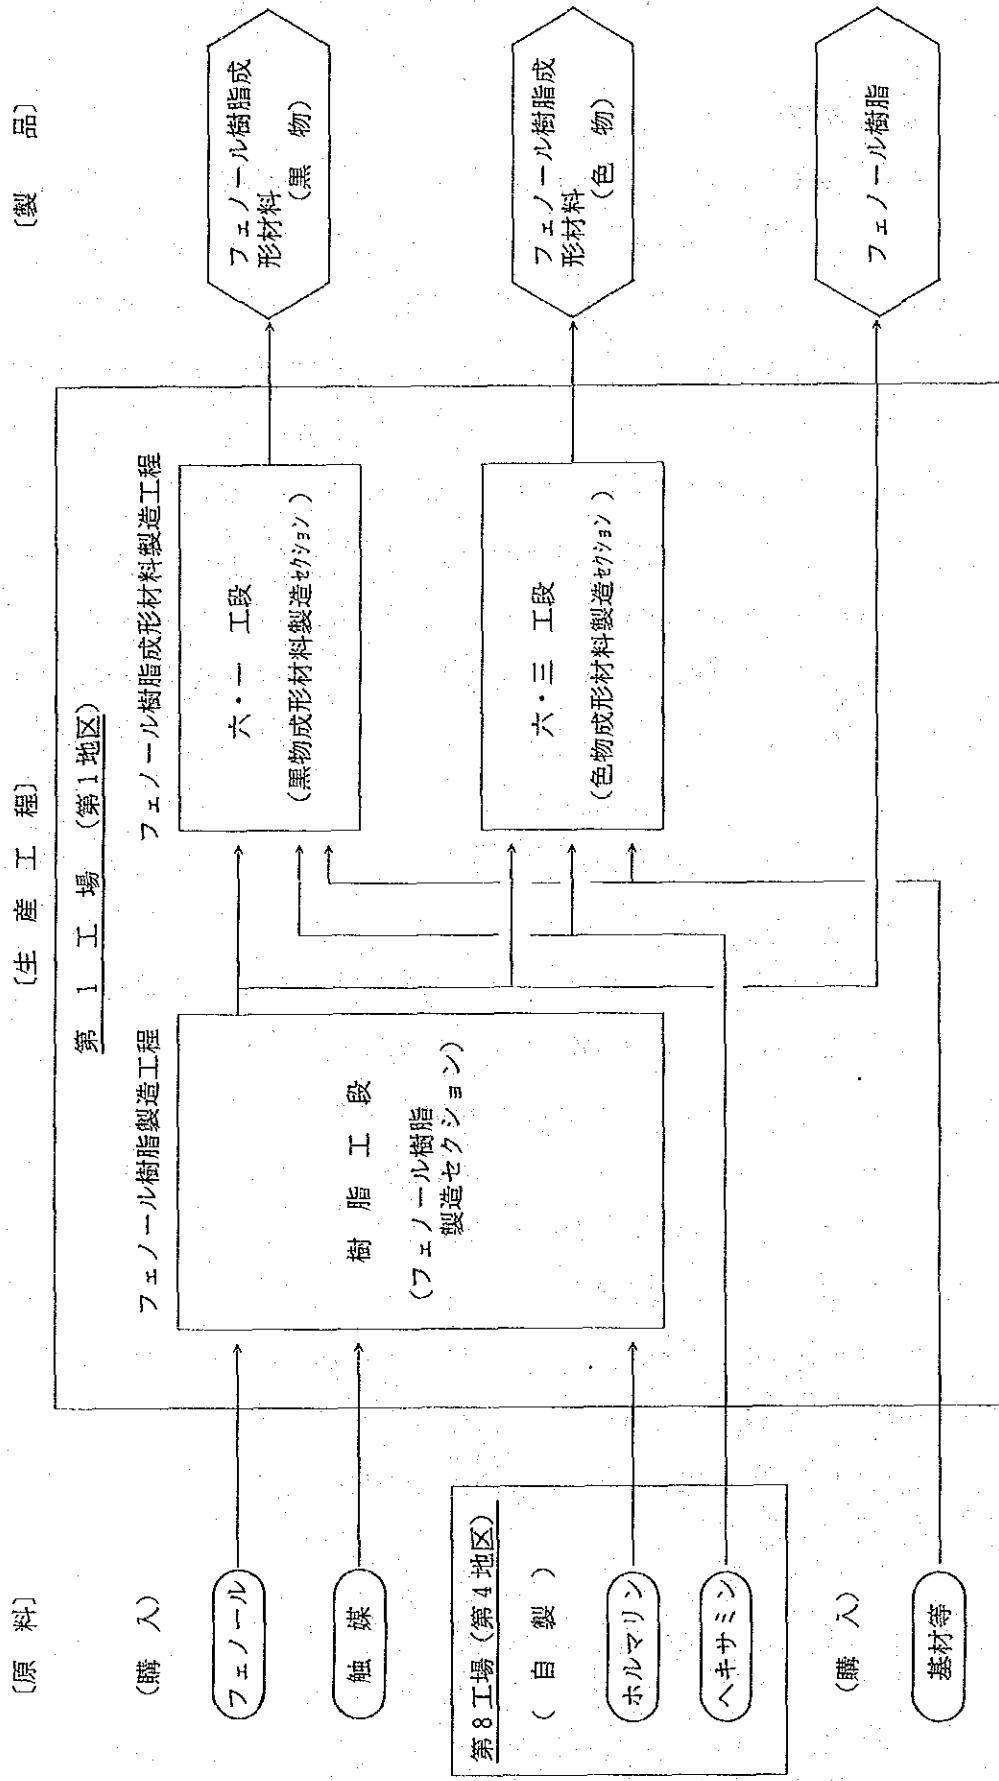 〔原　料〕
〔生　産　工　程〕
〔製　品〕
(購　入)
フェノール
触　媒
第8工場(第4地区)
(　自　製　)
ホルマリン
ヘキサミン
(購　入)
基材等
第　1　工　場　(第1地区)
フェノール樹脂製造工程
樹　脂　工　段
(フェノール樹脂
製造セクション)
フェノール樹脂成形材料製造工程
六・一　工段
(黒物成形材料製造セクション)
六・三　工段
(色物成形材料製造セクション)
フェノール樹脂成
形材料
(黒　物)
フェノール樹脂成
形材料
(色　物)
フェノール樹脂